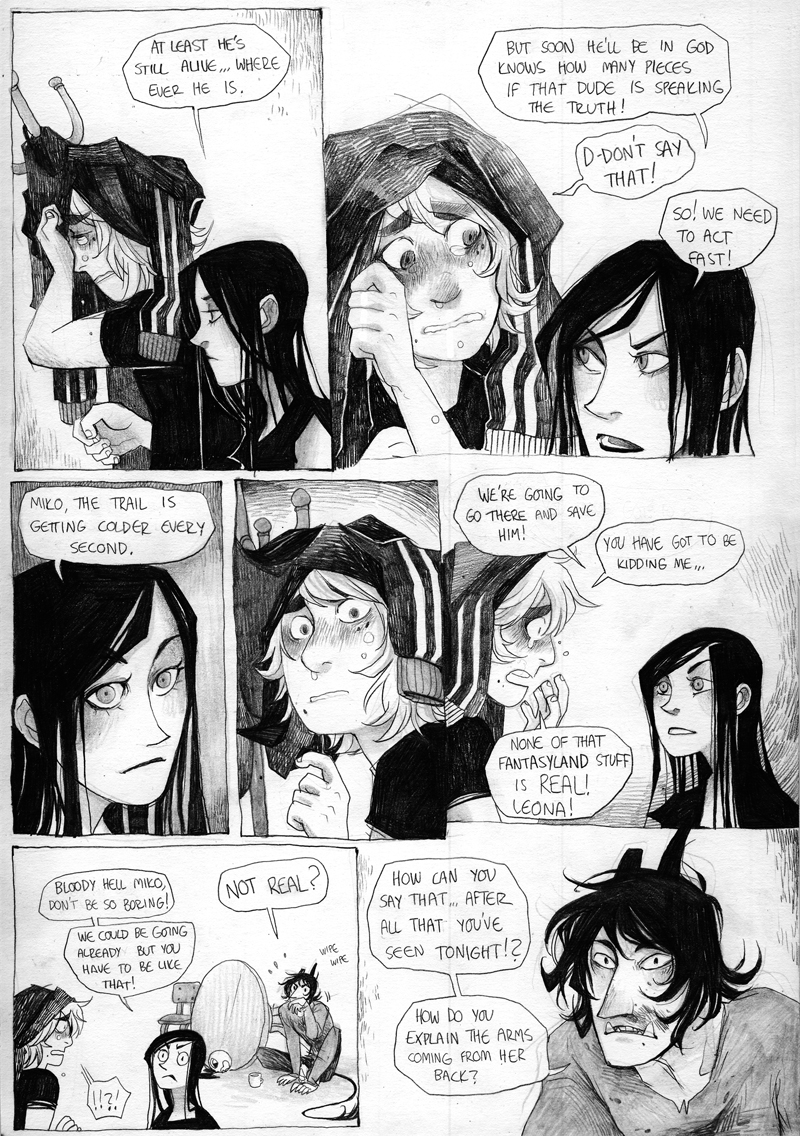 AT LEAST HE'S
STILL ALIVE,,, WHERE
EVER HE IS.
BUT SOON HE'LL BE IN GOD
KNOWS HOW MANY PIECES
IF THAT DUDE IS SPEAKING
THE TRUTH!
D-DON'T SAY
THAT!
SO! WE NEED
TO ACT
FAST!
MIKO, THE TRAIL IS
GETTING COLDER EVERY
SECOND.
WE'RE GOING TO
GO THERE AND SAVE
HIM!
YOU HAVE GOT TO BE
KIDDING ME,,,
NONE OF THAT
FANTASYLAND STUFF
IS REAL!
LEONA!
BLOODY HELL MIKO,
DON'T BE SO BORING!
WE COULD BE GOING
ALREADY BUT YOU
HAVE TO BE LIKE
THAT!
!!?!
NOT REAL?
WIPE
WIPE
HOW CAN YOU
SAY THAT,,, AFTER
ALL THAT YOU'VE
SEEN TONIGHT!?
HOW DO YOU
EXPLAIN THE ARMS
COMING FROM HER
BACK?